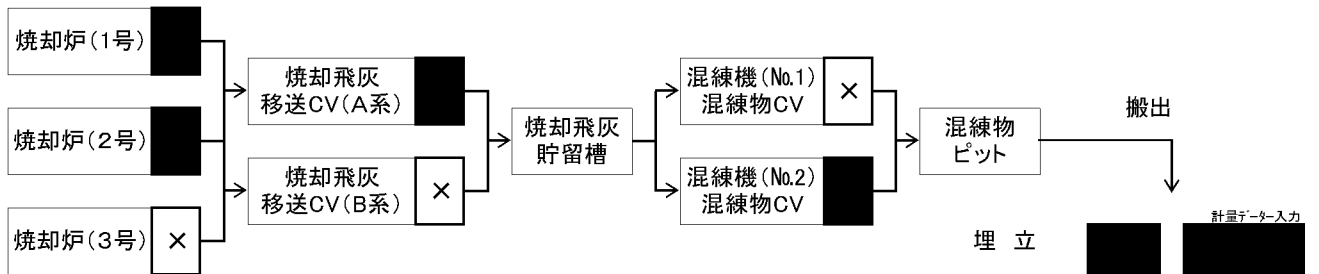 焼却炉(1号)
焼却炉(2号)
焼却炉(3号)
×
焼却飛灰
移送CV(A系)
焼却飛灰
移送CV(B系)
×
焼却飛灰
貯留槽
混練機(№1)
混練物CV
×
混練機(№2)
混練物CV
混練物
ピット
搬出
埋 立
計量データー入力